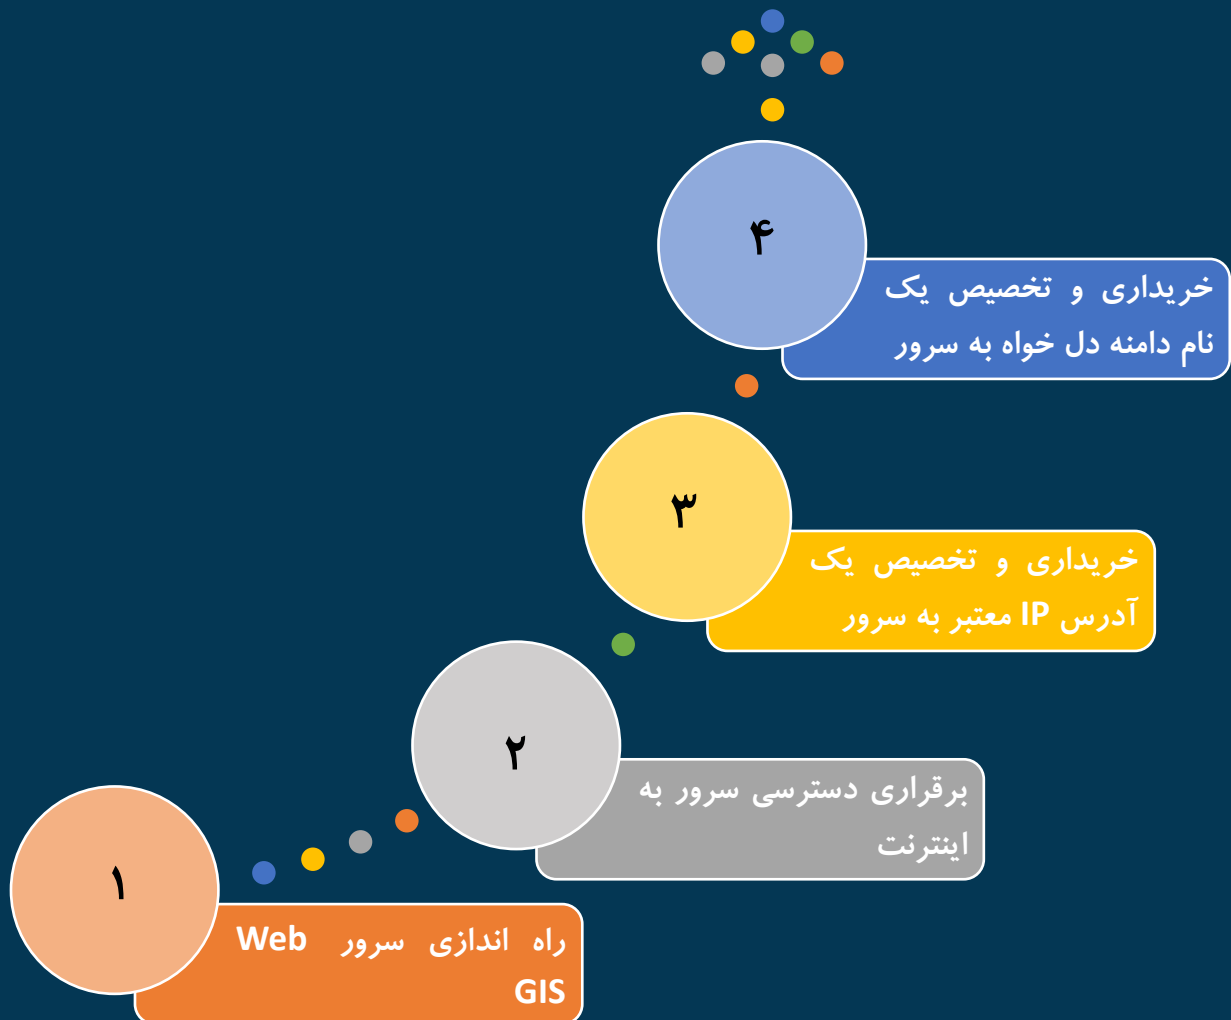 ۴
خریداری و تخصیص یک
نام دامنه دل خواه به سرور
۳
خریداری و تخصیص یک
آدرس IP معتبر به سرور
۲
برقراری دسترسی سرور به
اینترنت
۱
راه اندازی سرور Web
GIS